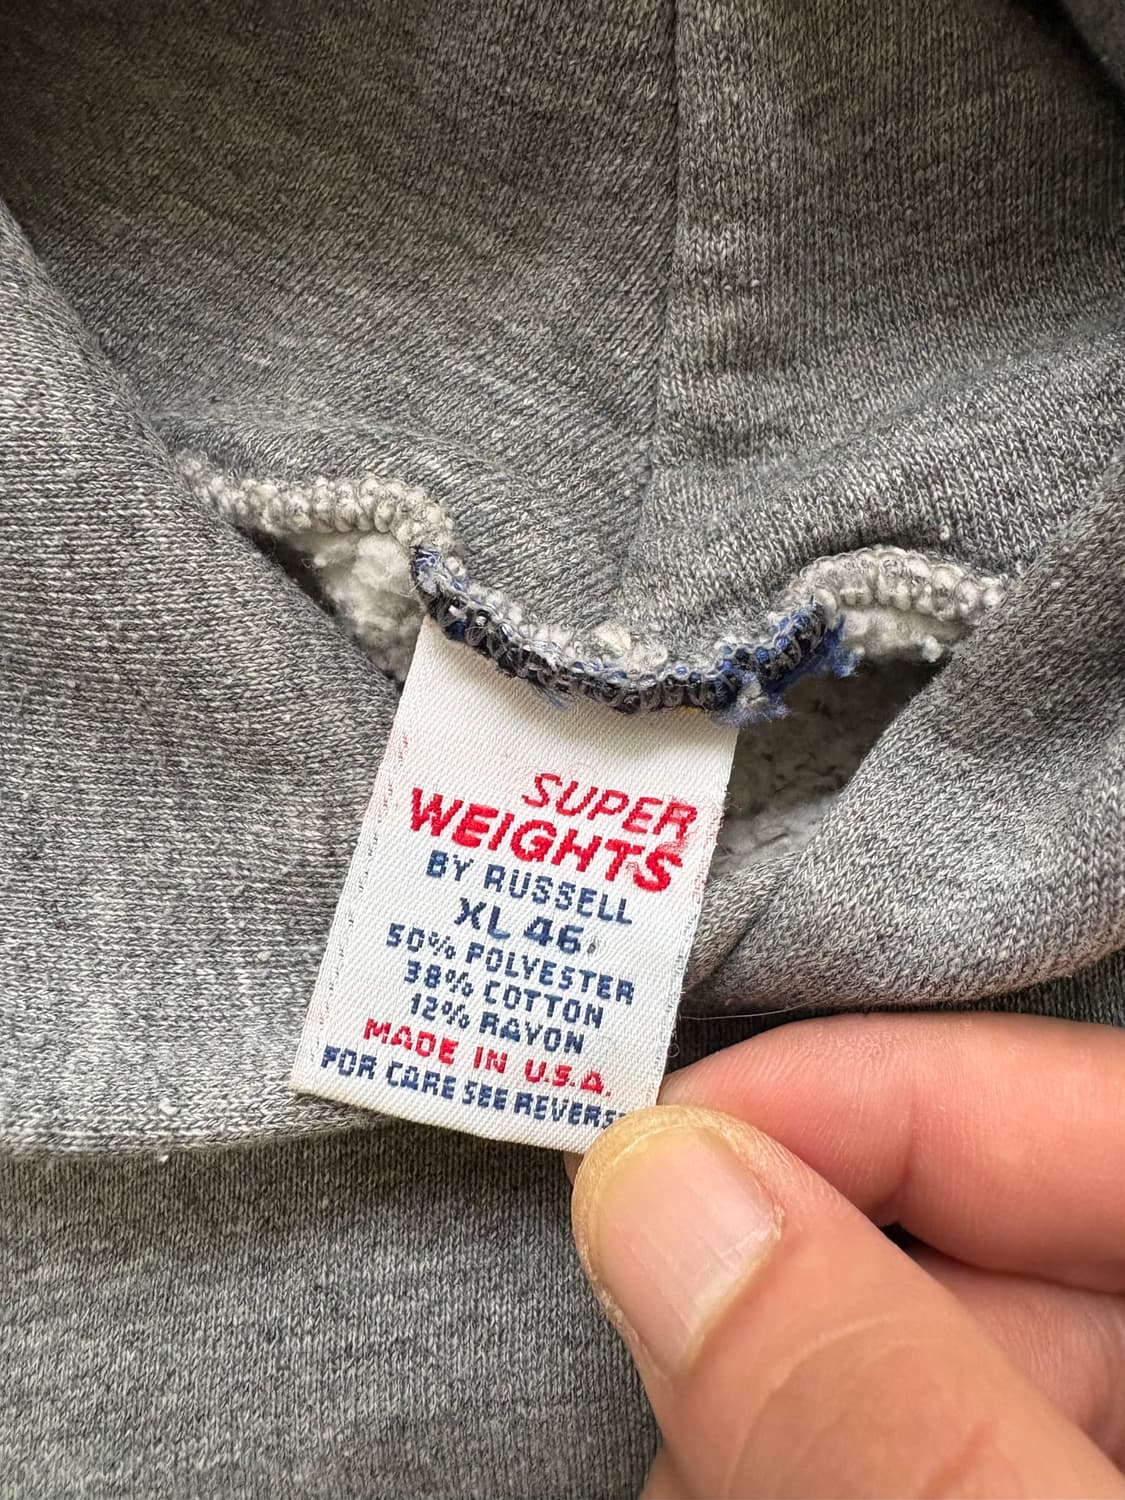 SUPER
WEIGHTS
BY RUSSELL
XL 46
50% POLYESTER
38% COTTON
12% RAYON
MADE IN U.S.A.
FOR CARE SEE REVERSE